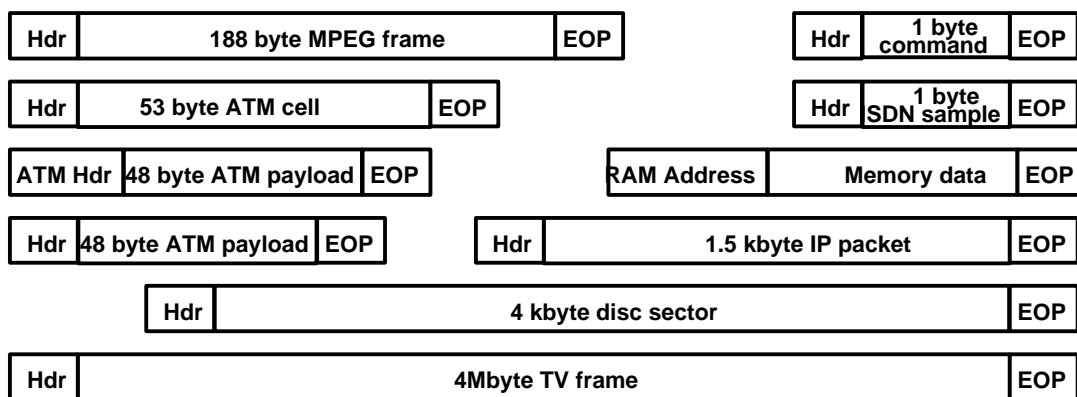 Hdr 188 byte MPEG frame EOP Hdr 1 byte command EOP
Hdr 53 byte ATM cell EOP Hdr 1 byte ISDN sample EOP
ATM Hdr 48 byte ATM payload EOP RAM Address Memory data EOP
Hdr 48 byte ATM payload EOP Hdr 1.5 kbyte IP packet EOP
Hdr 4 kbyte disc sector EOP
Hdr 4Mbyte TV frame EOP